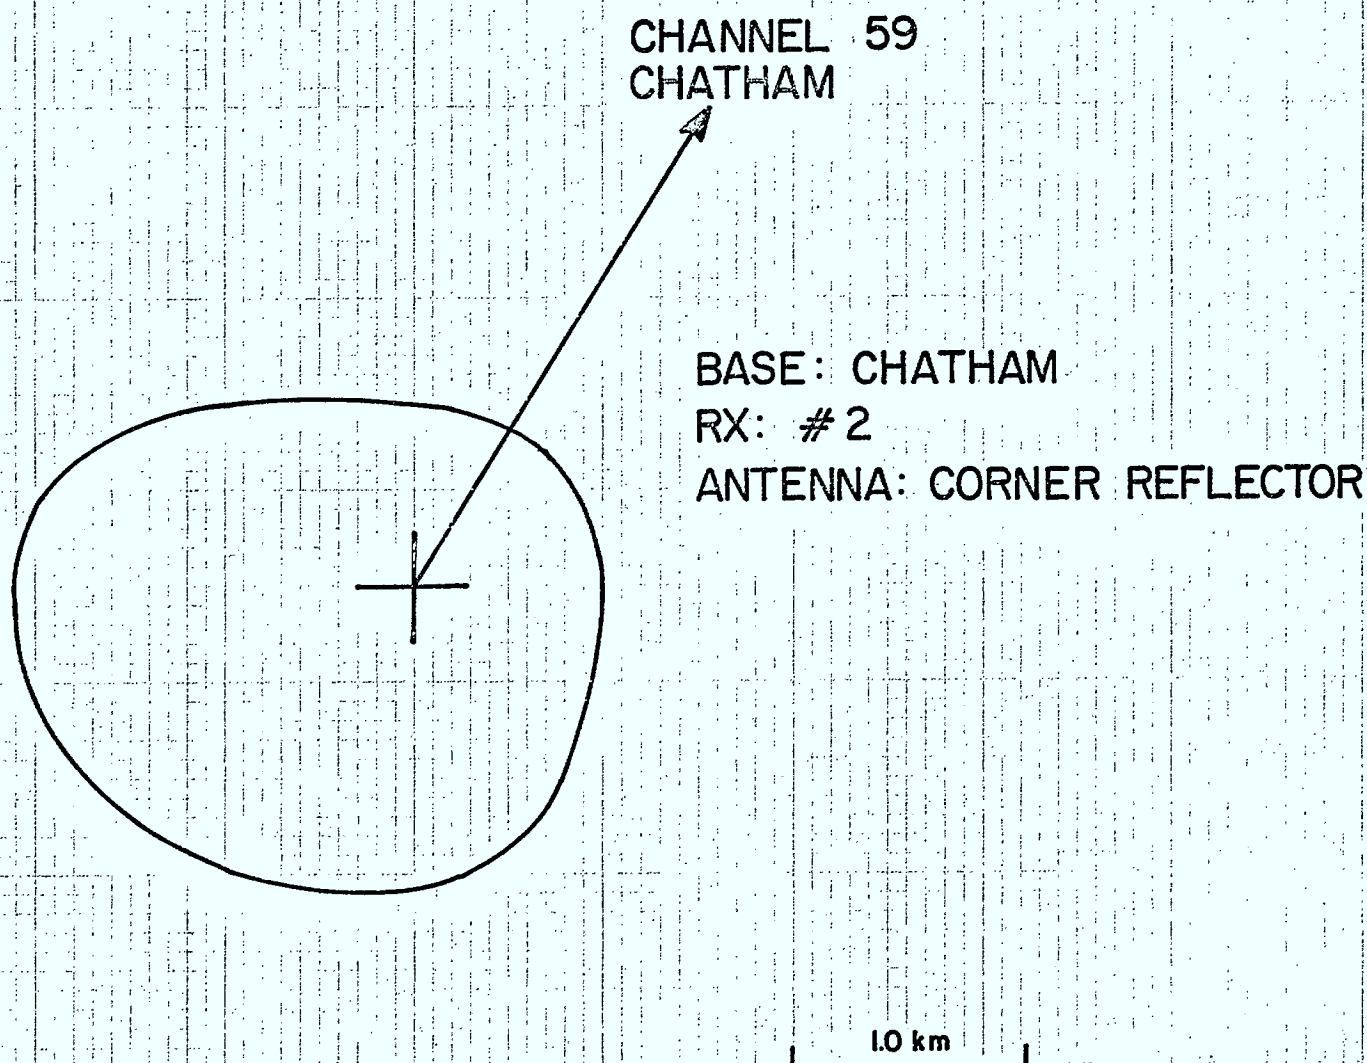 CHANNEL 59
CHATHAM
BASE: CHATHAM
RX: #2
ANTENNA: CORNER REFLECTOR
1.0 km